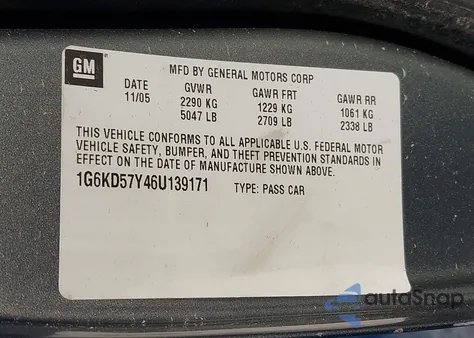 GM
MFD BY GENERAL MOTORS CORP
DATE GVWR GAWR FRT GAWR RR
11/05 2290 KG 1229 KG 1061 KG
5047 LB 2709 LB 2338 LB
THIS VEHICLE CONFORMS TO ALL APPLICABLE U.S. FEDERAL MOTOR
VEHICLE SAFETY, BUMPER, AND THEFT PREVENTION STANDARDS IN
EFFECT ON THE DATE OF MANUFACTURE SHOWN ABOVE.
1G6KD57Y46U139171 TYPE: PASS CAR
autoSnap